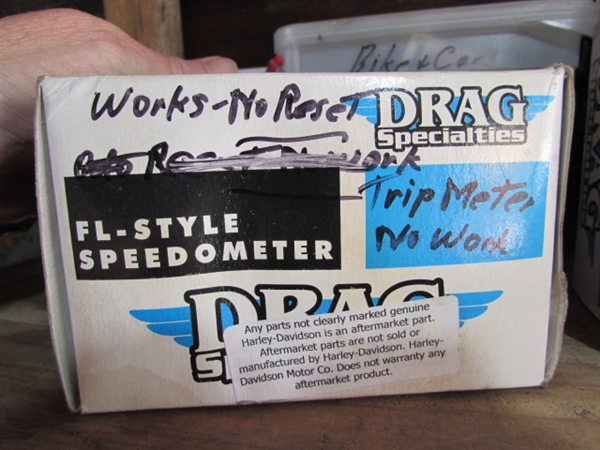 Bike & Car
Works - No Reset
DRAG
Specialties
Trip Meter
No Work
FL-STYLE
SPEEDOMETER
DRAG
S
Any parts not clearly marked genuine
Harley-Davidson is an aftermarket part.
Aftermarket parts are not sold or
manufactured by Harley-Davidson. Harley-
Davidson Motor Co. Does not warranty any
aftermarket product.